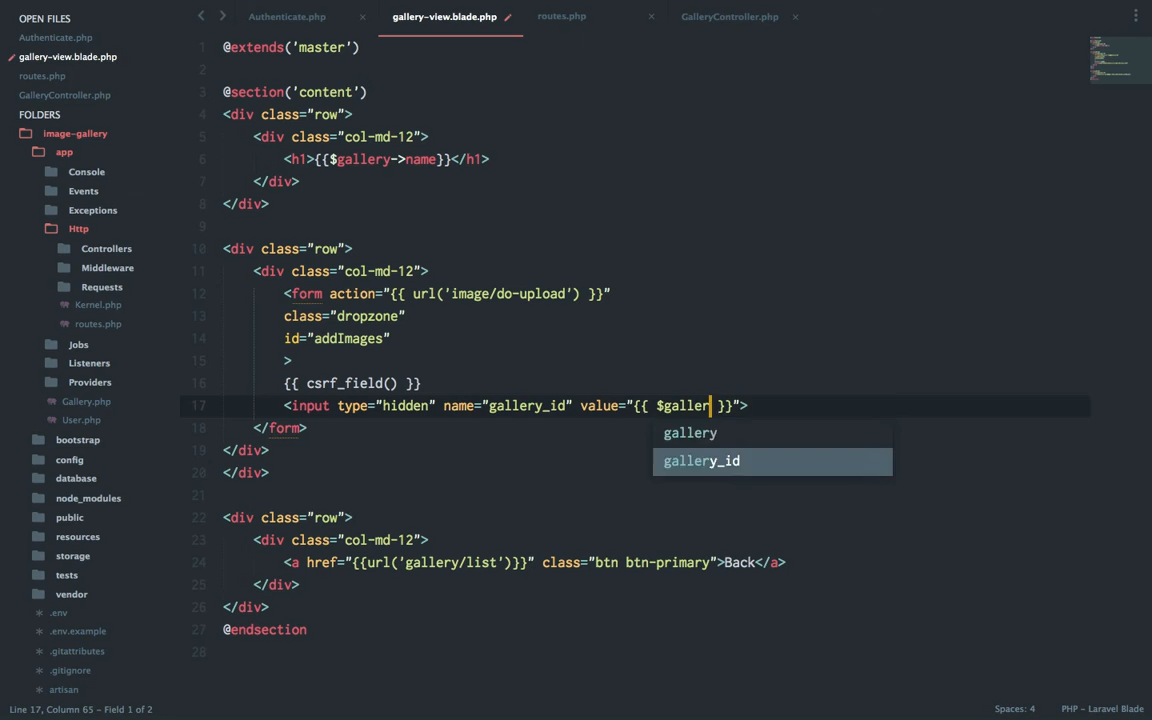 OPEN FILES
Authenticate.php
gallery-view.blade.php
routes.php
GalleryController.php
FOLDERS
image-gallery
app
Console
Events
Exceptions
Http
Controllers
Middleware
Requests
Kernel.php
routes.php
Jobs
Listeners
Providers
Gallery.php
User.php
bootstrap
config
database
node_modules
public
resources
storage
tests
vendor
.env
.env.example
.gitattributes
.gitignore
artisan
Authenticate.php × gallery-view.blade.php routes.php × GalleryController.php ×
1 @extends('master')
2
3 @section('content')
4 <div class="row">
5 <div class="col-md-12">
6 <h1>{{$gallery->name}}</h1>
7 </div>
8 </div>
9
10 <div class="row">
11 <div class="col-md-12">
12 <form action="{{ url('image/do-upload') }}"
13 class="dropzone"
14 id="addImages"
15 >
16 {{ csrf_field() }}
17 <input type="hidden" name="gallery_id" value="{{ $galler }}">
gallery
gallery_id
18 </form>
19 </div>
20 </div>
21
22 <div class="row">
23 <div class="col-md-12">
24 <a href="{{url('gallery/list')}}" class="btn btn-primary">Back</a>
25 </div>
26 </div>
27 @endsection
28
Line 17, Column 65 – Field 1 of 2
Spaces: 4
PHP – Laravel Blade